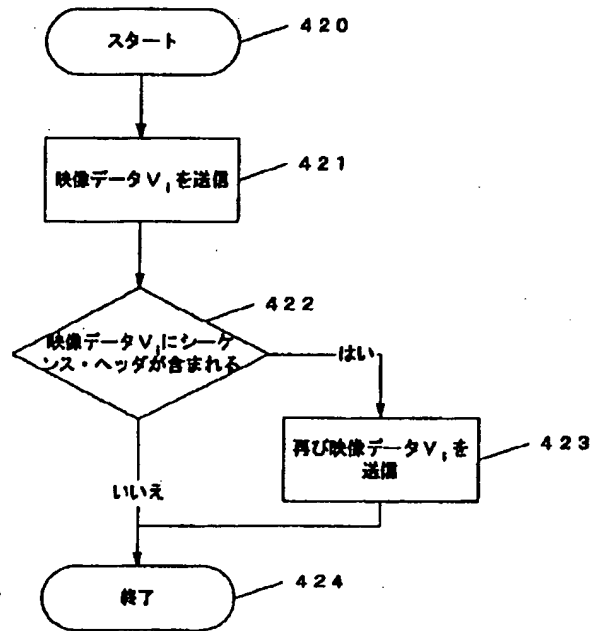 スタート
420
映像データViを送信
421
422
映像データViにシーケ
ンス・ヘッダが含まれる
はい
再び映像データViを
送信
423
いいえ
終了
424